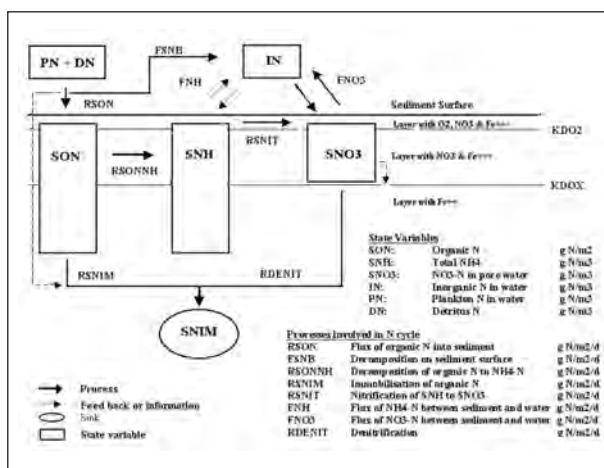 PN + DN
FSNB
IN
FNH
FNO3
RSON
Sediment Surface
Layer with O2, NO3 & Fe+++
KDO2
RSNIT
SON
SNH
SNO3
Layer with NO3 & Fe+++
RSONNH
KDOX
Layer with Fe++
State Variables
SON: Organic N g N/m2
SNH: Total NH4 g N/m3
SNO3: NO3-N in pore water g N/m3
IN: Inorganic N in water g N/m3
PN: Plankton N in water g N/m3
DN: Detritus N g N/m3
RSNIM
RDENIT
SNIM
Processes Involved in N cycle
RSON Flux of organic N into sediment g N/m2/d
FSNB Decomposition on sediment surface g N/m2/d
RSONNH Decomposition of organic N to NH4-N g N/m2/d
RSNIM Immobilisation of organic N g N/m2/d
RSNIT Nitrification of SNH to SNO3 g N/m2/d
FNH Flux of NH4-N between sediment and water g N/m2/d
FNO3 Flux of NO3-N between sediment and water g N/m2/d
RDENIT Denitrification g N/m2/d
Process
Feed back or information
Sink
State variable